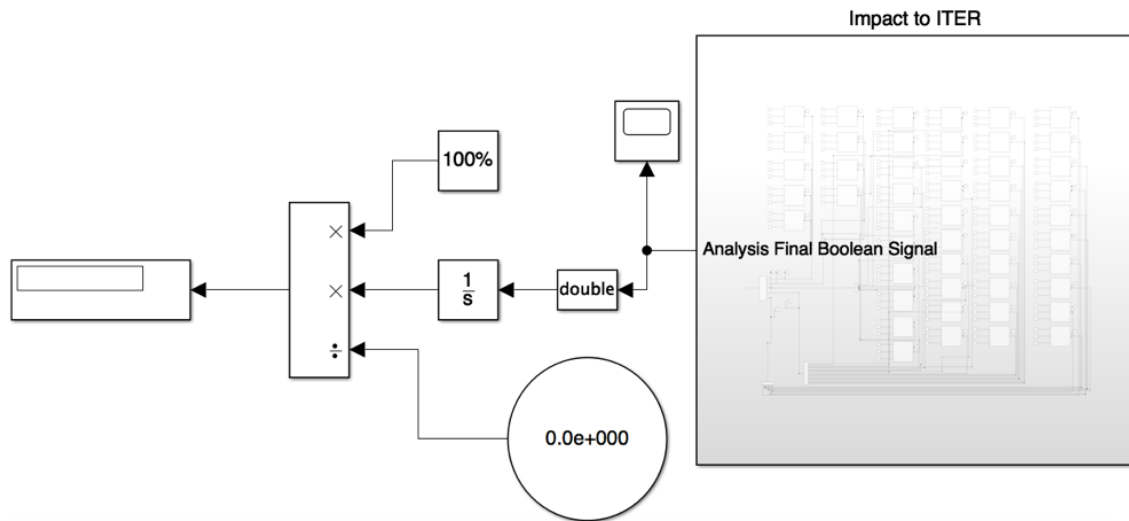 Impact to ITER
100%
Analysis Final Boolean Signal
×
×
÷
1
s
double
0.0e+000